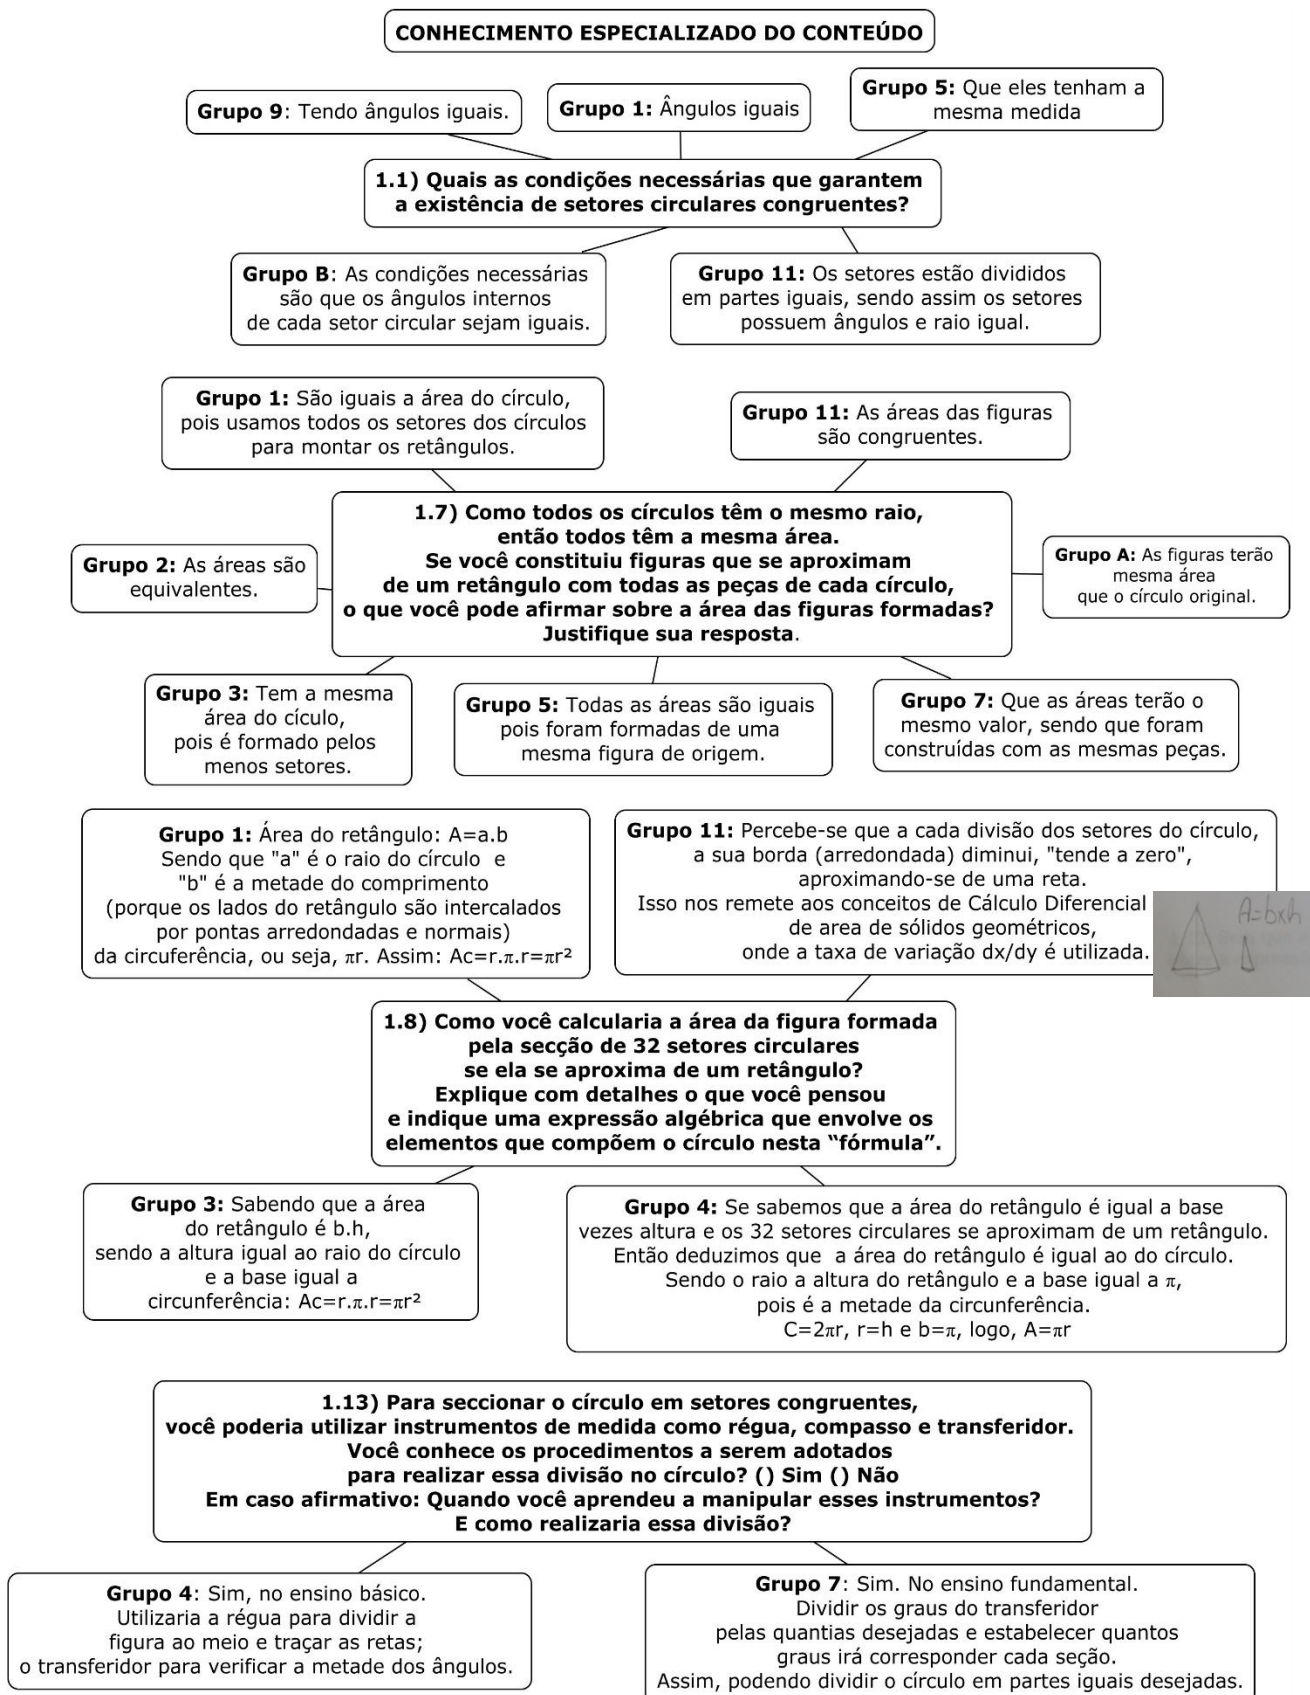 CONHECIMENTO ESPECIALIZADO DO CONTEÚDO
Grupo 9: Tendo ângulos iguais.
Grupo 1: Ângulos iguais
Grupo 5: Que eles tenham a
mesma medida
1.1) Quais as condições necessárias que garantem
a existência de setores circulares congruentes?
Grupo B: As condições necessárias
são que os ângulos internos
de cada setor circular sejam iguais.
Grupo 11: Os setores estão divididos
em partes iguais, sendo assim os setores
possuem ângulos e raio igual.
Grupo 1: São iguais a área do círculo,
pois usamos todos os setores dos círculos
para montar os retângulos.
Grupo 11: As áreas das figuras
são congruentes.
1.7) Como todos os círculos têm o mesmo raio,
então todos têm a mesma área.
Se você constituiu figuras que se aproximam
de um retângulo com todas as peças de cada círculo,
o que você pode afirmar sobre a área das figuras formadas?
Justifique sua resposta.
Grupo 2: As áreas são
equivalentes.
Grupo A: As figuras terão
mesma área
que o círculo original.
Grupo 3: Tem a mesma
área do cículo,
pois é formado pelos
menos setores.
Grupo 5: Todas as áreas são iguais
pois foram formadas de uma
mesma figura de origem.
Grupo 7: Que as áreas terão o
mesmo valor, sendo que foram
construídas com as mesmas peças.
Grupo 1: Área do retângulo: A=a.b
Sendo que "a" é o raio do círculo e
"b" é a metade do comprimento
(porque os lados do retângulo são intercalados
por pontas arredondadas e normais)
da circuferência, ou seja, πr. Assim: Ac=r.π.r=πr²
Grupo 11: Percebe-se que a cada divisão dos setores do círculo,
a sua borda (arredondada) diminui, "tende a zero",
aproximando-se de uma reta.
Isso nos remete aos conceitos de Cálculo Diferencial
de area de sólidos geométricos,
onde a taxa de variação dx/dy é utilizada.
A=bxh
1.8) Como você calcularia a área da figura formada
pela secção de 32 setores circulares
se ela se aproxima de um retângulo?
Explique com detalhes o que você pensou
e indique uma expressão algébrica que envolve os
elementos que compõem o círculo nesta “fórmula”.
Grupo 3: Sabendo que a área
do retângulo é b.h,
sendo a altura igual ao raio do círculo
e a base igual a
circunferência: Ac=r.π.r=πr²
Grupo 4: Se sabemos que a área do retângulo é igual a base
vezes altura e os 32 setores circulares se aproximam de um retângulo.
Então deduzimos que a área do retângulo é igual ao do círculo.
Sendo o raio a altura do retângulo e a base igual a π,
pois é a metade da circunferência.
C=2πr, r=h e b=π, logo, A=πr
1.13) Para seccionar o círculo em setores congruentes,
você poderia utilizar instrumentos de medida como régua, compasso e transferidor.
Você conhece os procedimentos a serem adotados
para realizar essa divisão no círculo? () Sim () Não
Em caso afirmativo: Quando você aprendeu a manipular esses instrumentos?
E como realizaria essa divisão?
Grupo 4: Sim, no ensino básico.
Utilizaria a régua para dividir a
figura ao meio e traçar as retas;
o transferidor para verificar a metade dos ângulos.
Grupo 7: Sim. No ensino fundamental.
Dividir os graus do transferidor
pelas quantias desejadas e estabelecer quantos
graus irá corresponder cada seção.
Assim, podendo dividir o círculo em partes iguais desejadas.